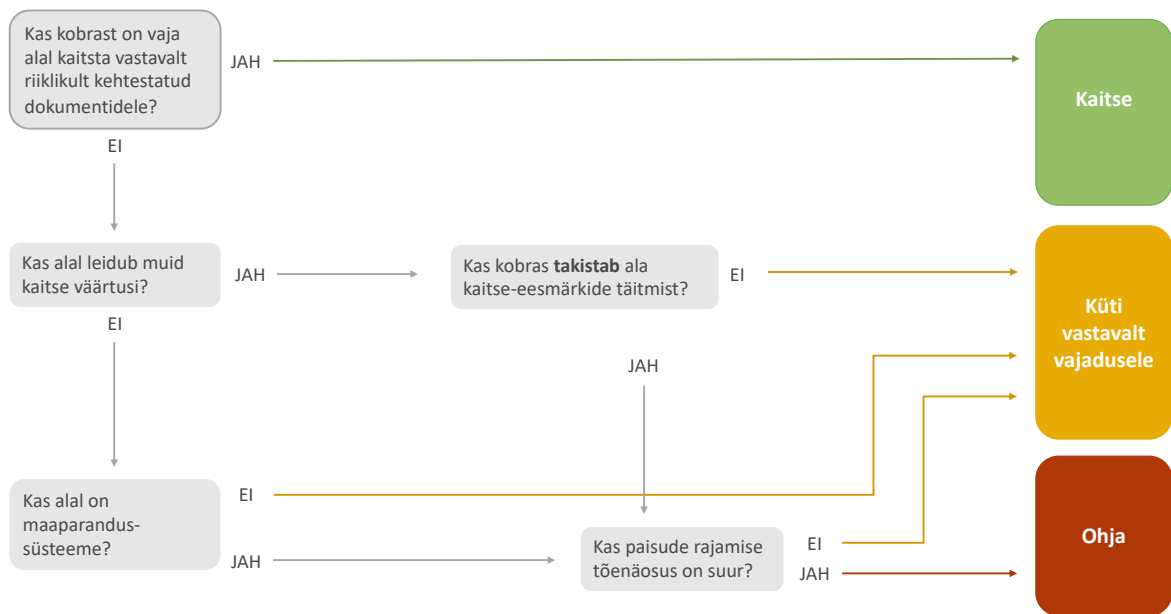 Kas kobrast on vaja
alal kaitsta vastavalt
riiklikult kehtestatud
dokumentidele?
JAH
Kaitse
EI
Kas alal leidub muid
kaitse väärtusi?
JAH
Kas kobras takistab ala
kaitse-eesmärkide täitmist?
EI
Küti
vastavalt
vajadusele
EI
JAH
Kas alal on
maaparandus-
süsteeme?
EI
JAH
Kas paisude rajamise
tõenäosus on suur?
EI
JAH
Ohja